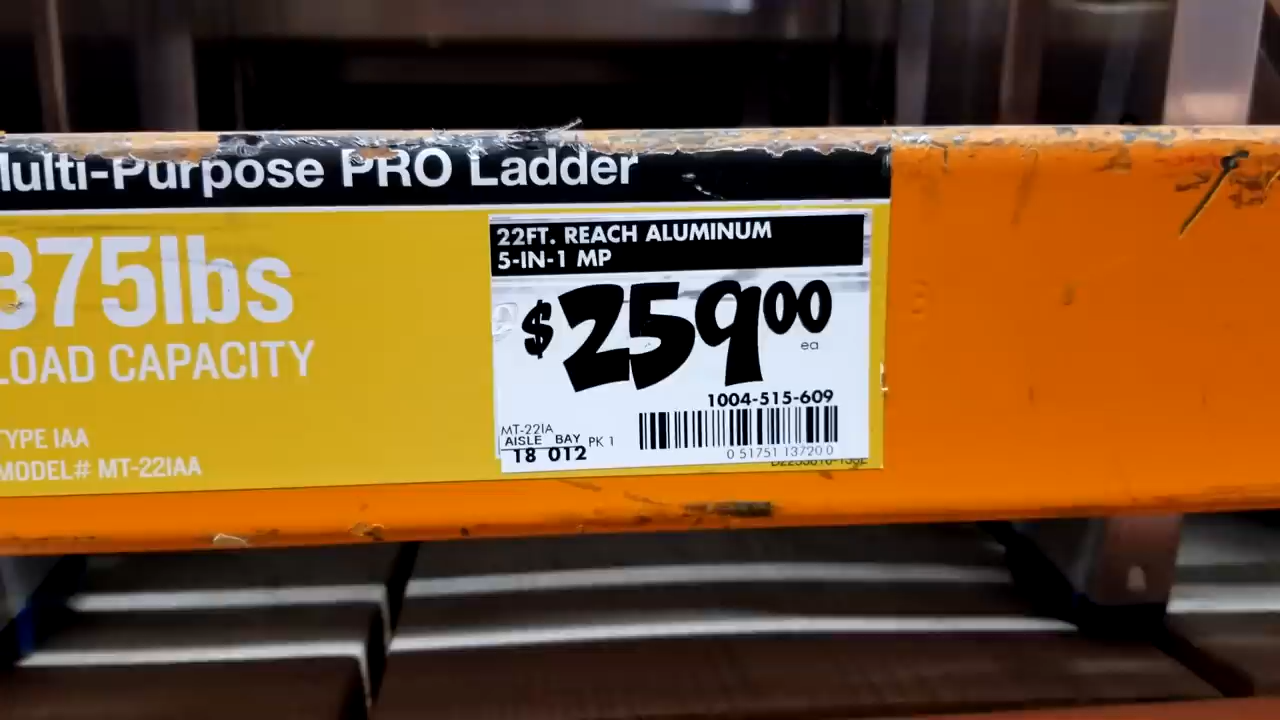 Multi-Purpose PRO Ladder
375lbs
LOAD CAPACITY
TYPE IAA
MODEL# MT-22IAA
22FT. REACH ALUMINUM
5-IN-1 MP
$25900
ea
1004-515-609
MT-22IA
AISLE BAY PK 1
18 012
0 51751 13720 0